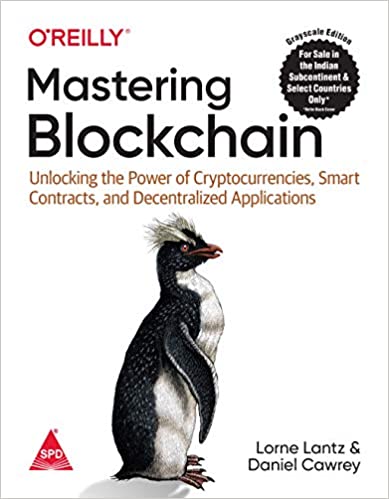 O'REILLY®
Grayscale Edition
For Sale in
the Indian
Subcontinent &
Select Countries
Only*
Mastering
Blockchain
Unlocking the Power of Cryptocurrencies, Smart
Contracts, and Decentralized Applications
SPD
Lorne Lantz &
Daniel Cawrey